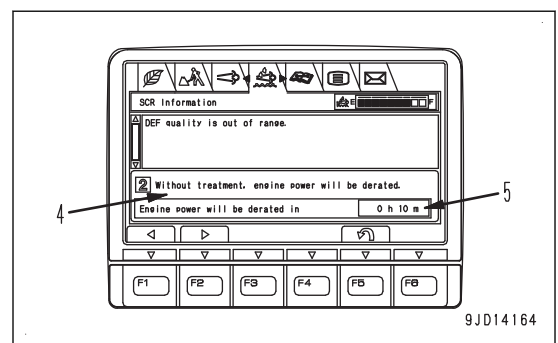 SCR Information
E F
DEF quality is out of range.
2 Without treatment, engine power will be derated.
Engine power will be derated in 0 h 10 m
4
5
F1 F2 F3 F4 F5 F6
9JD14164